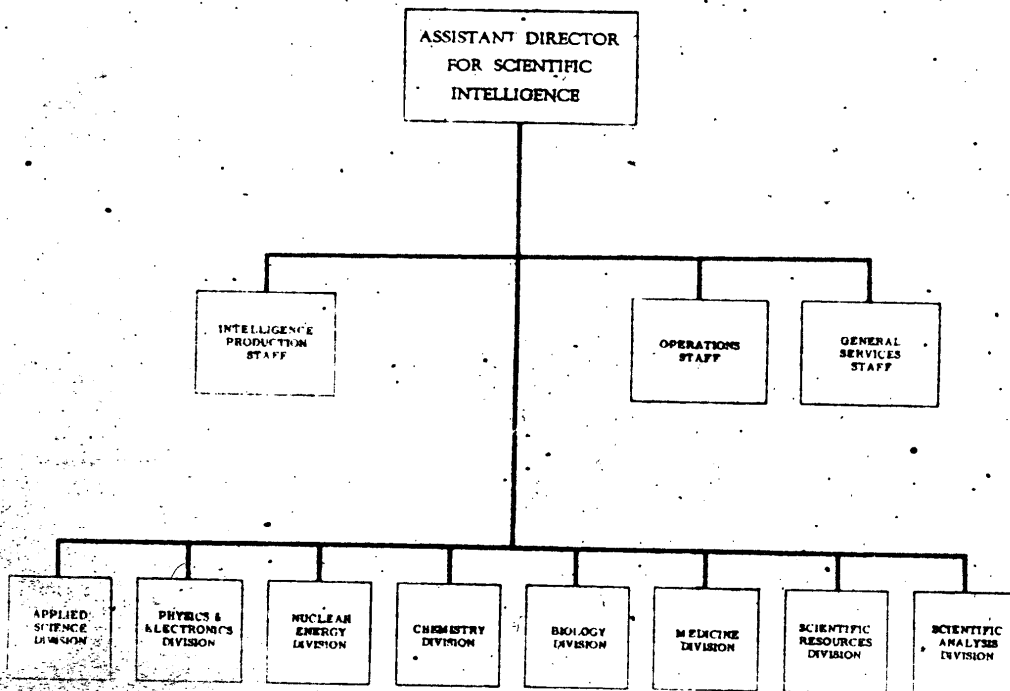 ASSISTANT DIRECTOR
FOR SCIENTIFIC
INTELLIGENCE
INTELLIGENCE
PRODUCTION
STAFF
OPERATIONS
STAFF
GENERAL
SERVICES
STAFF
APPLIED
SCIENCE
DIVISION
PHYSICS &
ELECTRONICS
DIVISION
NUCLEAR
ENERGY
DIVISION
CHEMISTRY
DIVISION
BIOLOGY
DIVISION
MEDICINE
DIVISION
SCIENTIFIC
RESOURCES
DIVISION
SCIENTIFIC
ANALYSIS
DIVISION